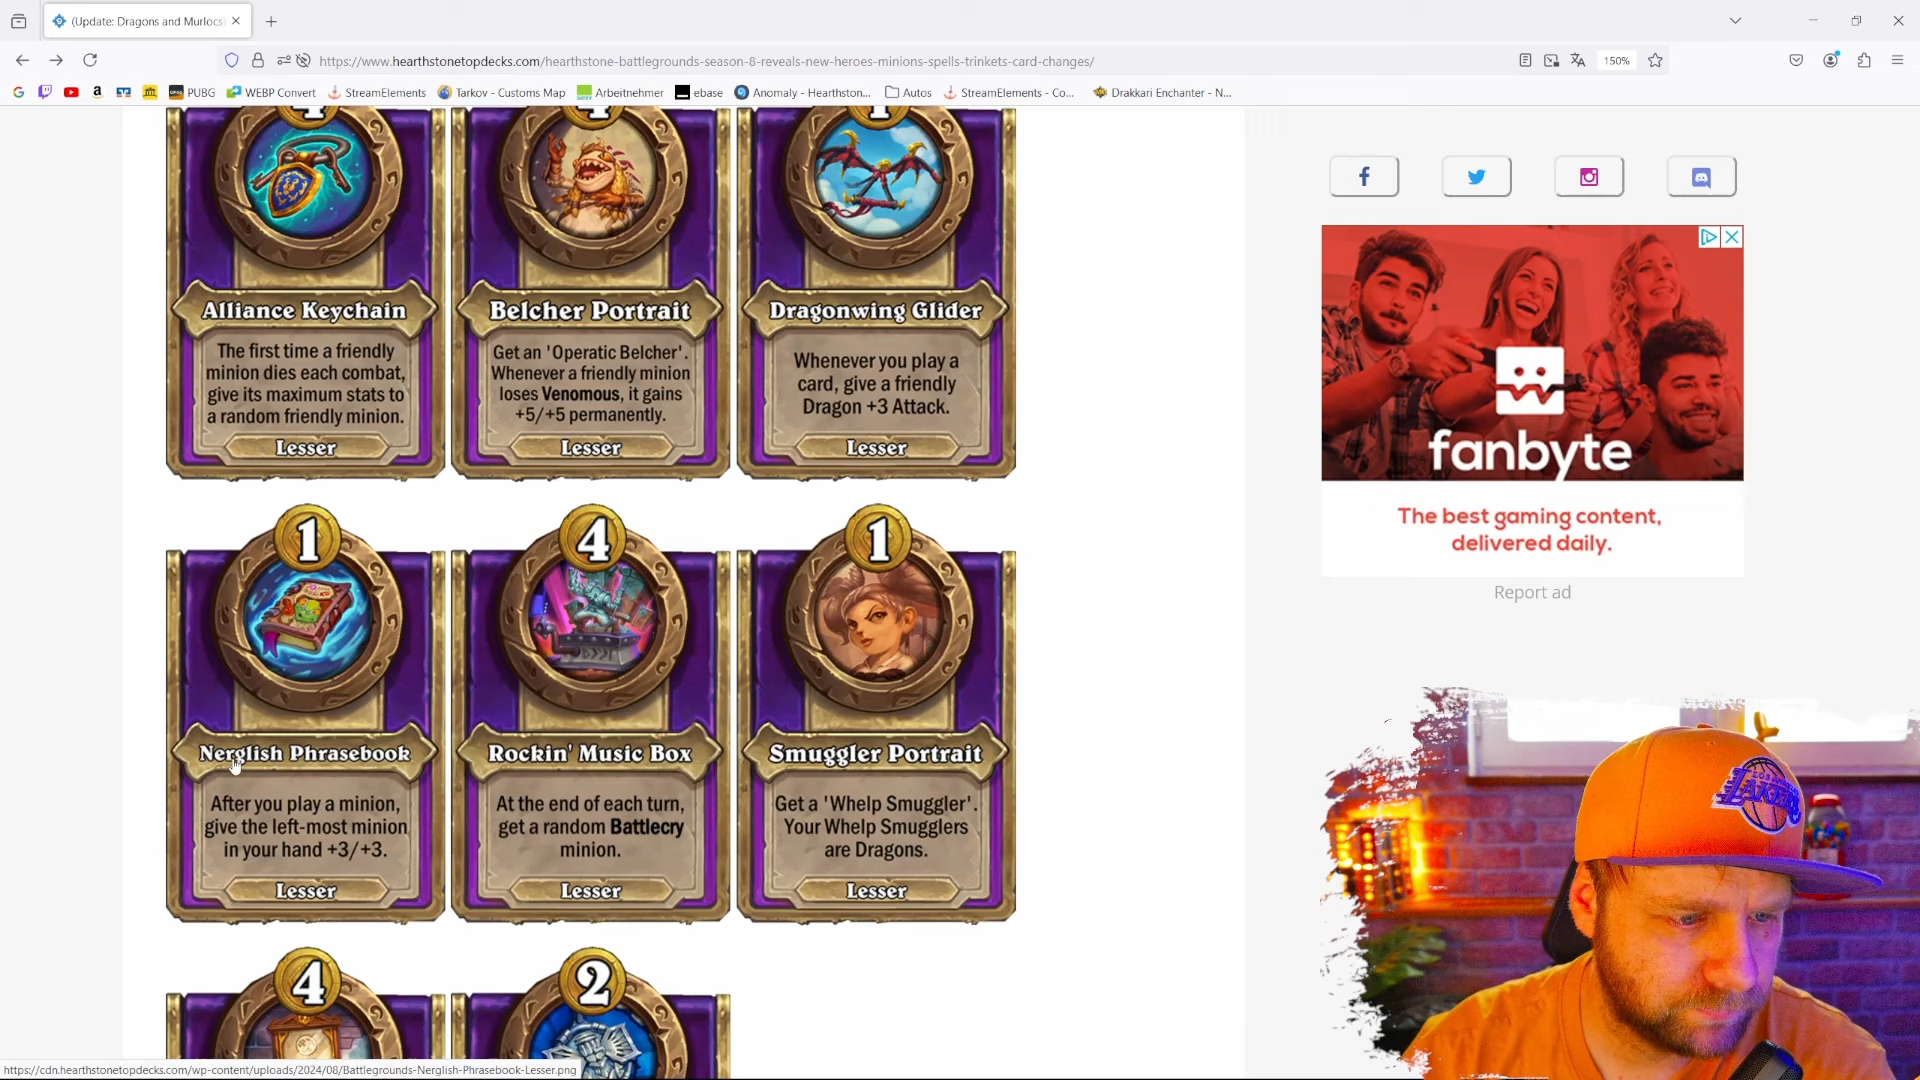 (Update: Dragons and Murlocs)
https://www.hearthstonetopdecks.com/hearthstone-battlegrounds-season-8-reveals-new-heroes-minions-spells-trinkets-card-changes/
150%
PUBG
WEBP Convert
StreamElements
Tarkov - Customs Map
Arbeitnehmer
ebase
Anomaly - Hearthston...
Autos
StreamElements - Co...
Drakkari Enchanter - N...
Alliance Keychain
The first time a friendly
minion dies each combat,
give its maximum stats to
a random friendly minion.
Lesser
Belcher Portrait
Get an 'Operatic Belcher'.
Whenever a friendly minion
loses Venomous, it gains
+5/+5 permanently.
Lesser
Dragonwing Glider
Whenever you play a
card, give a friendly
Dragon +3 Attack.
Lesser
1
Nerglish Phrasebook
After you play a minion,
give the left-most minion
in your hand +3/+3.
Lesser
4
Rockin' Music Box
At the end of each turn,
get a random Battlecry
minion.
Lesser
1
Smuggler Portrait
Get a 'Whelp Smuggler'.
Your Whelp Smugglers
are Dragons.
Lesser
4
2
fanbyte
The best gaming content,
delivered daily.
Report ad
LAKERS
https://cdn.hearthstonetopdecks.com/wp-content/uploads/2024/08/Battlegrounds-Nerglish-Phrasebook-Lesser.png